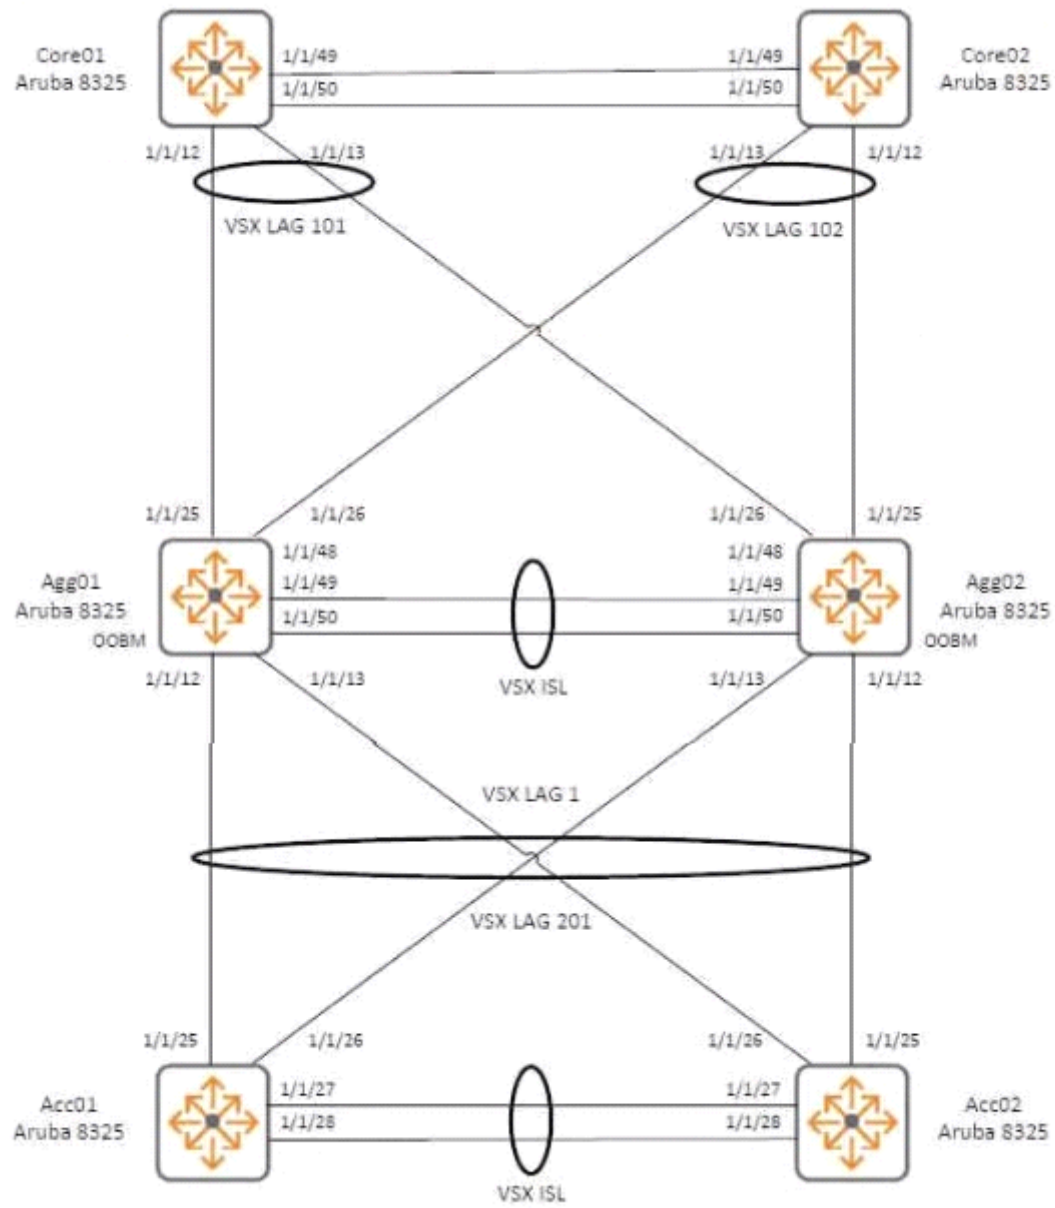 Core01
Aruba 8325
1/1/49
1/1/50
1/1/49
1/1/50
Core02
Aruba 8325
1/1/12
1/1/13
1/1/13
1/1/12
VSX LAG 101
VSX LAG 102
1/1/25
1/1/26
1/1/26
1/1/25
Agg01
Aruba 8325
OOBM
1/1/48
1/1/49
1/1/50
1/1/48
1/1/49
1/1/50
Agg02
Aruba 8325
OOBM
VSX ISL
1/1/12
1/1/13
1/1/13
1/1/12
VSX LAG 1
VSX LAG 201
1/1/25
1/1/26
1/1/26
1/1/25
Acc01
Aruba 8325
1/1/27
1/1/28
1/1/27
1/1/28
Acc02
Aruba 8325
VSX ISL